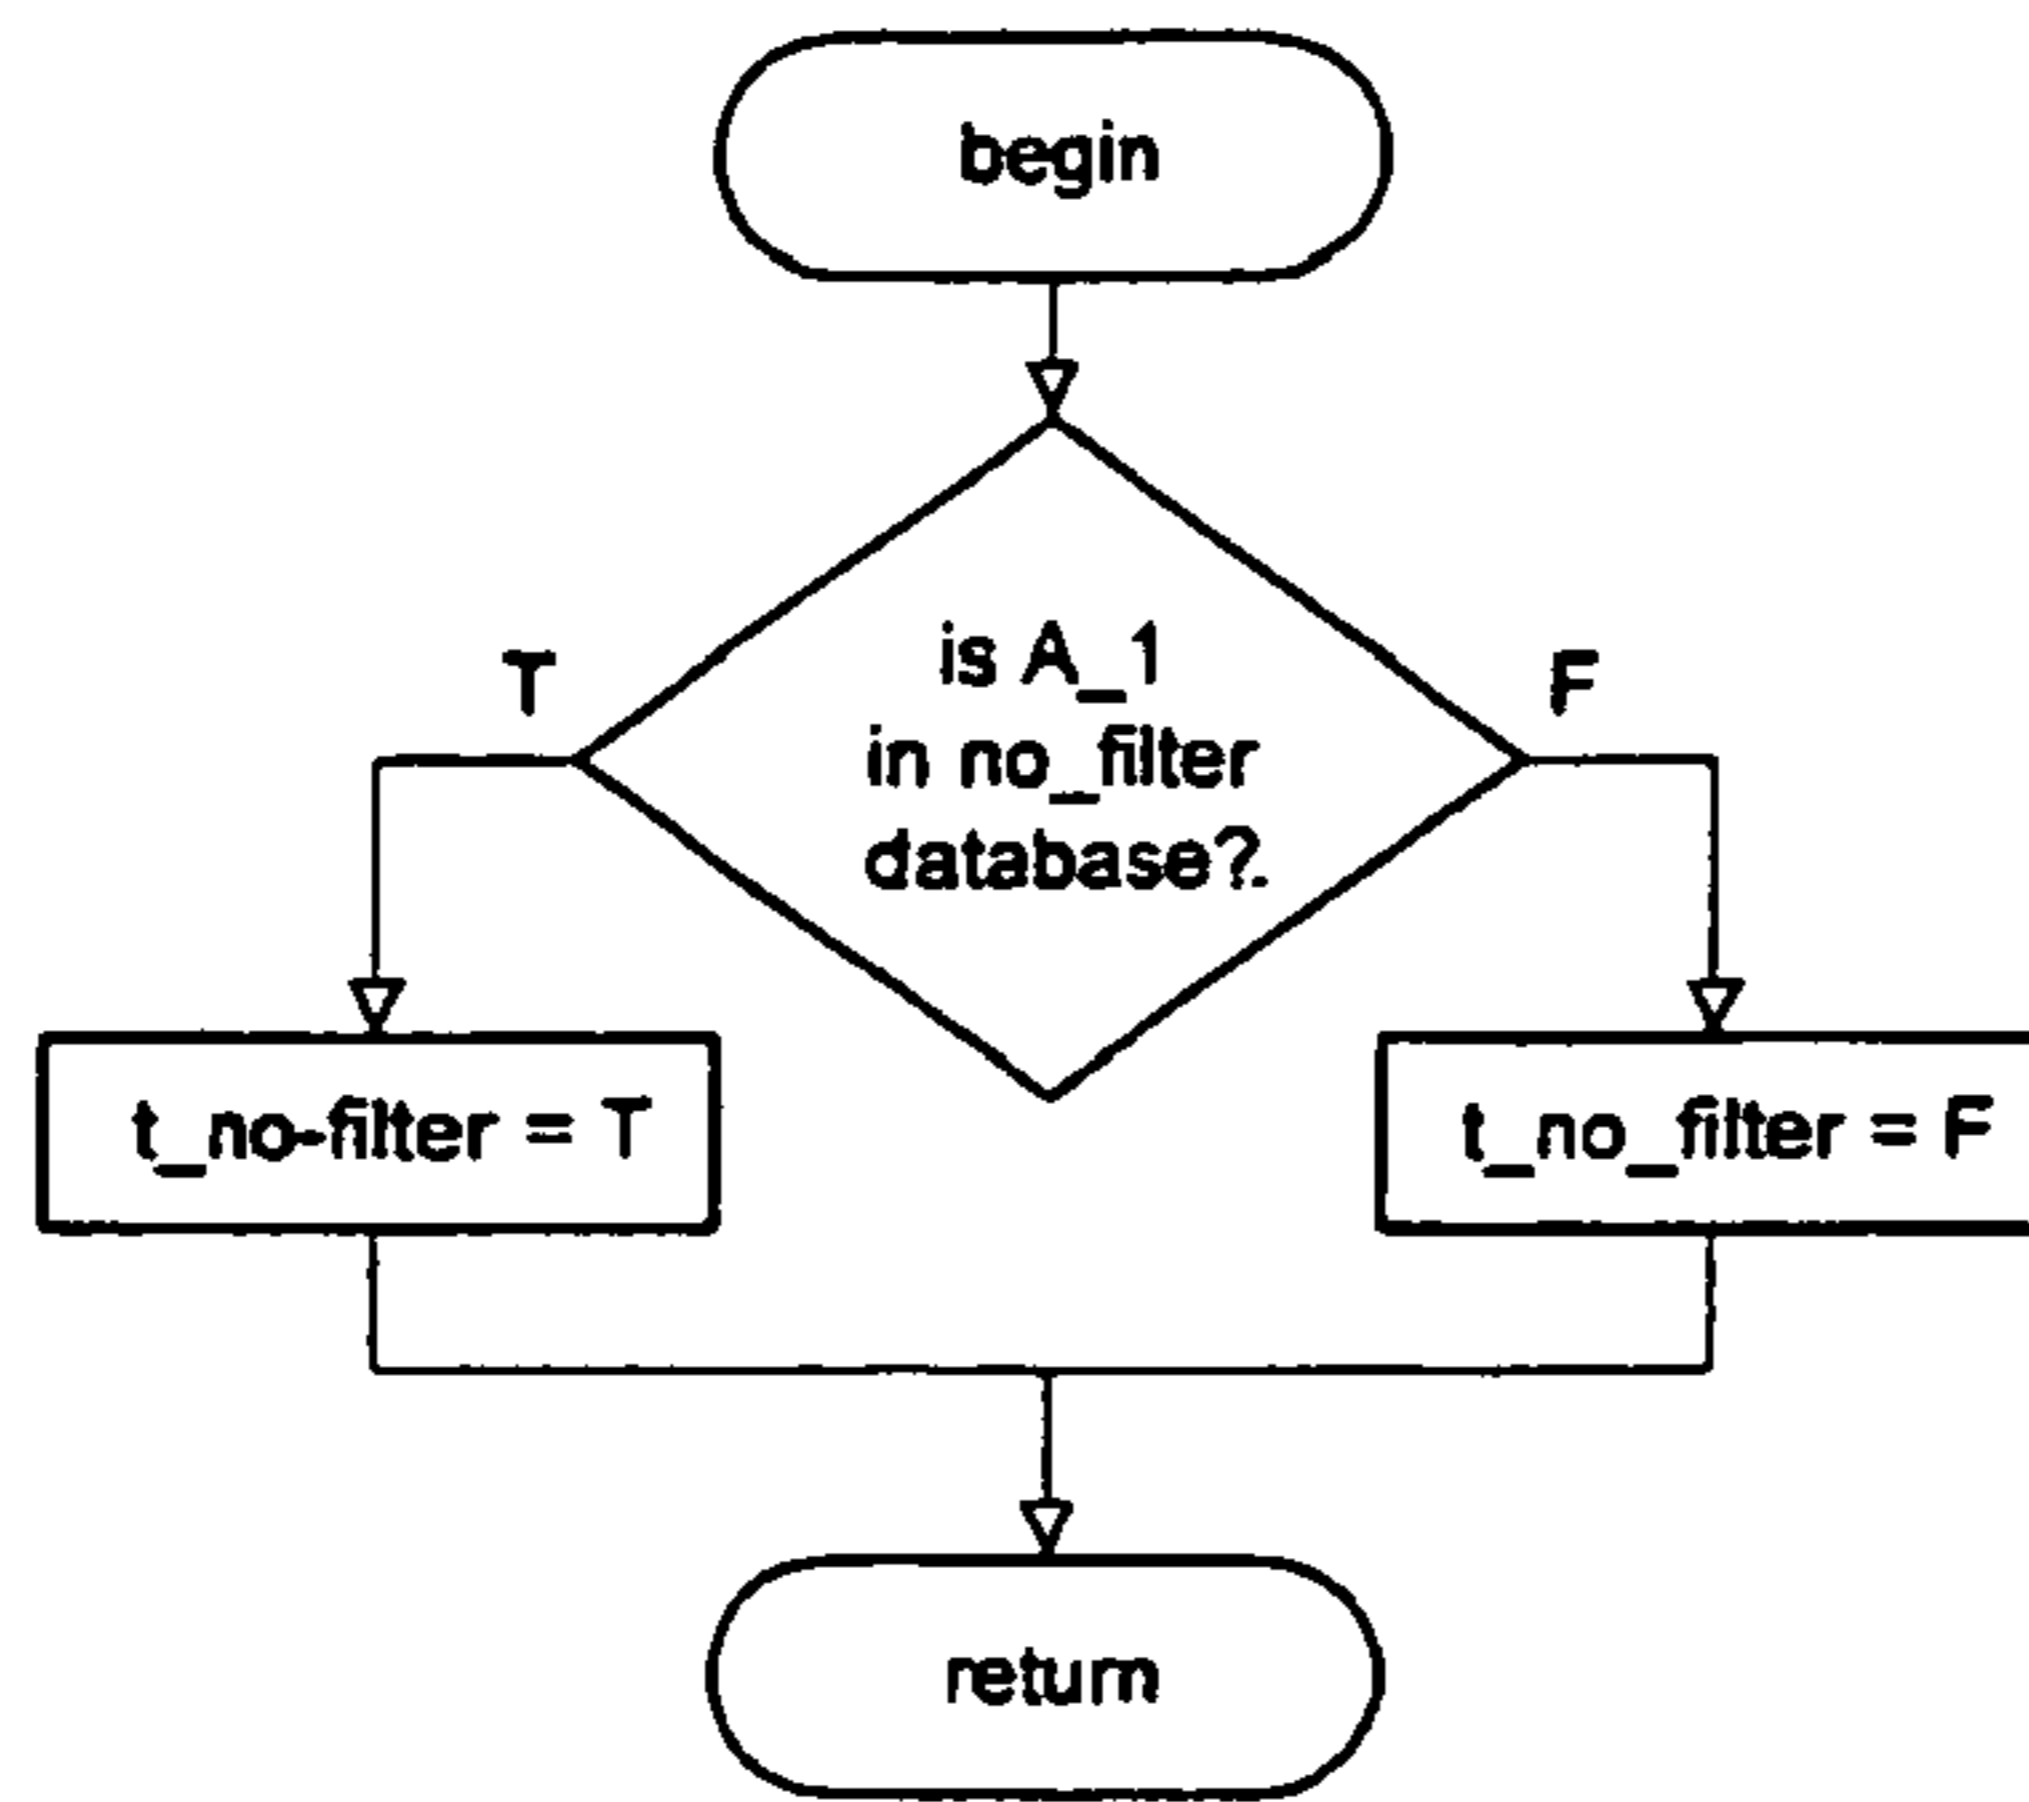 begin
is A_1
in no_filter
database?.
T
F
t_no-filter = T
t_no_filter = F
return